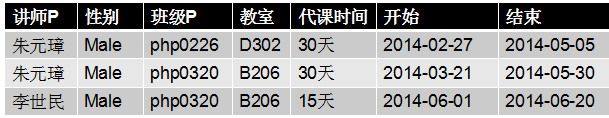 讲师P 性别 班级P 教室 代课时间 开始 结束
朱元璋 Male php0226 D302 30天 2014-02-27 2014-05-05
朱元璋 Male php0320 B206 30天 2014-03-21 2014-05-30
李世民 Male php0320 B206 15天 2014-06-01 2014-06-20